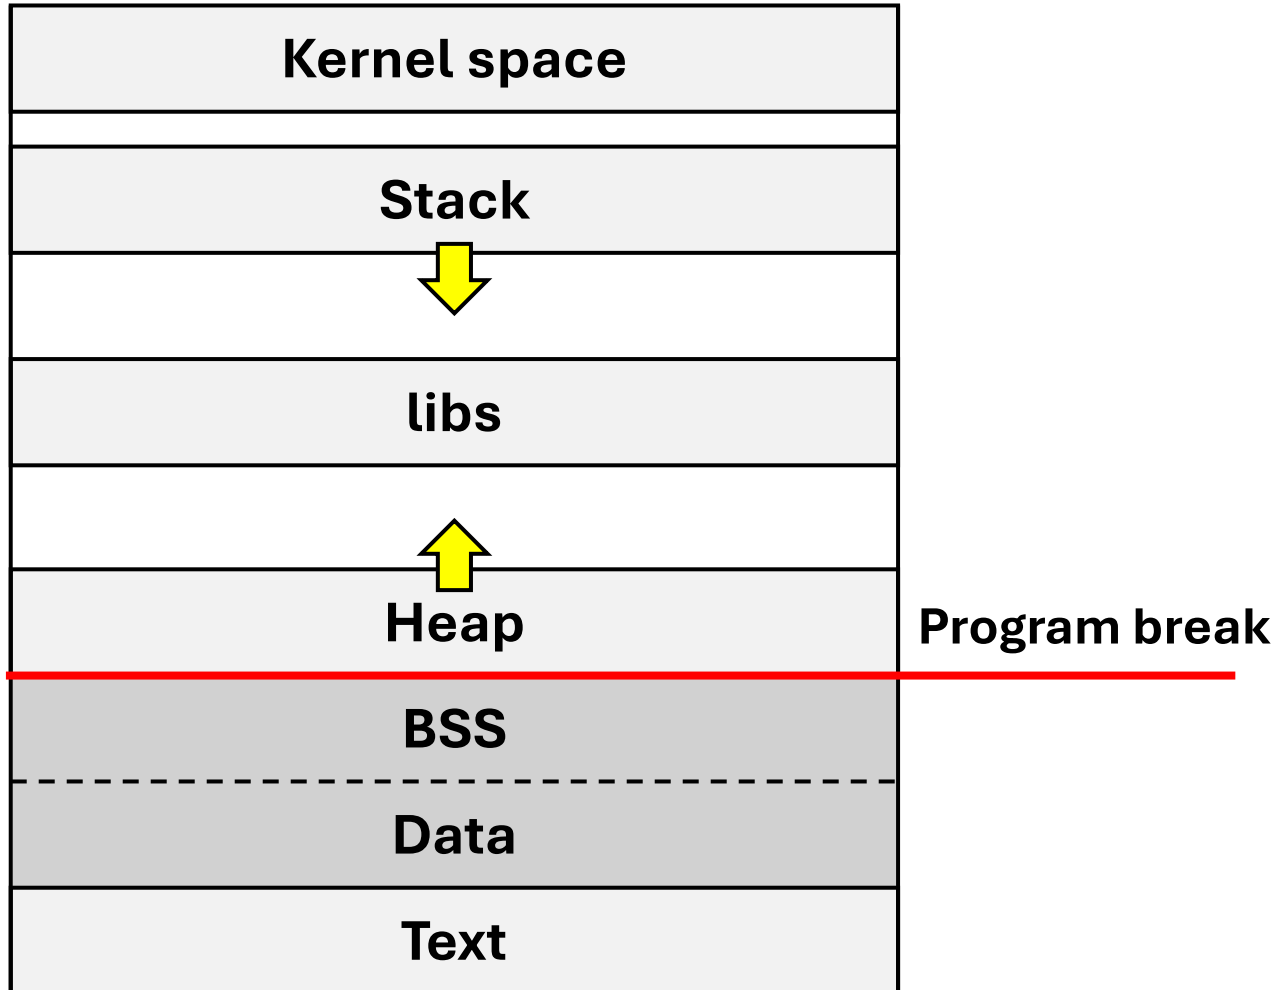 Kernel space
Stack
libs
Heap
Program break
BSS
Data
Text